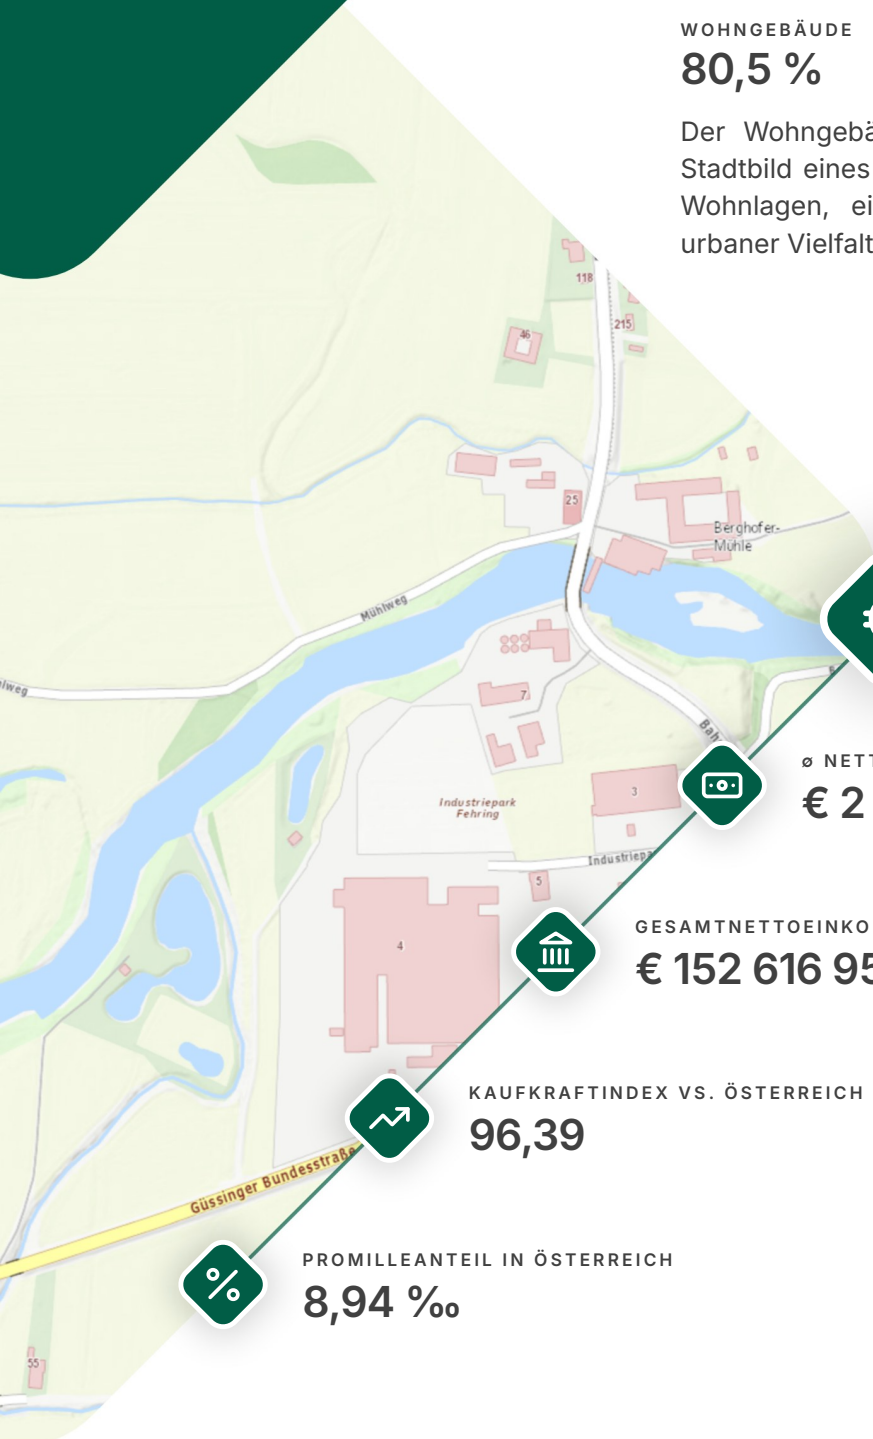 WOHNGEBÄUDE
80,5 %
Der Wohngebä
Stadtbild eines
Wohnlagen, ei
urbaner Vielfalt
118
46
215
25
Berghofer-
Mühle
Mühlweg
lweg
7
Bah
3
Industriepark
Fehring
Industriepa
5
4
ø NETT
€ 2
GESAMTNETTOEINKO
€ 152 616 95
KAUFKRAFTINDEX VS. ÖSTERREICH
96,39
Güssinger Bundesstraße
PROMILLEANTEIL IN ÖSTERREICH
8,94 ‰
55